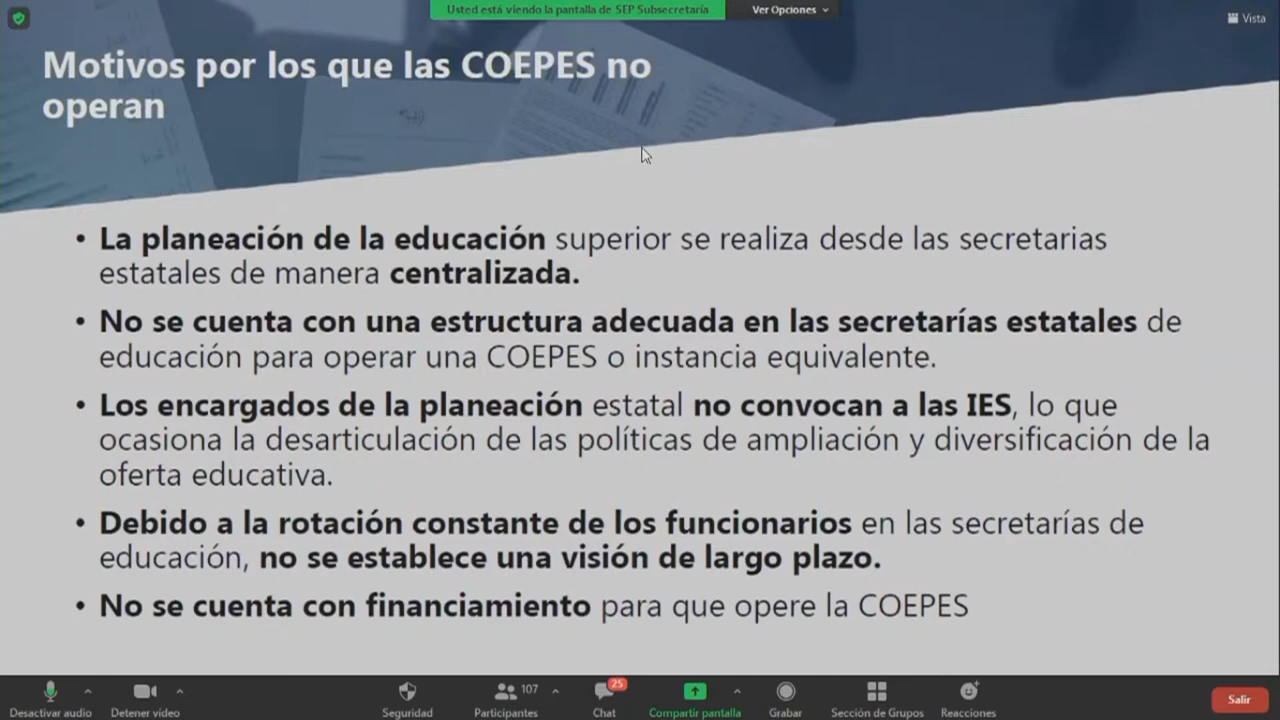 Usted está viendo la pantalla de SEP Subsecretaría
Ver Opciones
Vista
Motivos por los que las COEPES no
operan
• La planeación de la educación superior se realiza desde las secretarias
estatales de manera centralizada.
• No se cuenta con una estructura adecuada en las secretarías estatales de
educación para operar una COEPES o instancia equivalente.
• Los encargados de la planeación estatal no convocan a las IES, lo que
ocasiona la desarticulación de las políticas de ampliación y diversificación de la
oferta educativa.
• Debido a la rotación constante de los funcionarios en las secretarías de
educación, no se establece una visión de largo plazo.
• No se cuenta con financiamiento para que opere la COEPES
107
25
Desactivar audio
Detener video
Seguridad
Participantes
Chat
Compartir pantalla
Grabar
Sección de Grupos
Reacciones
Salir